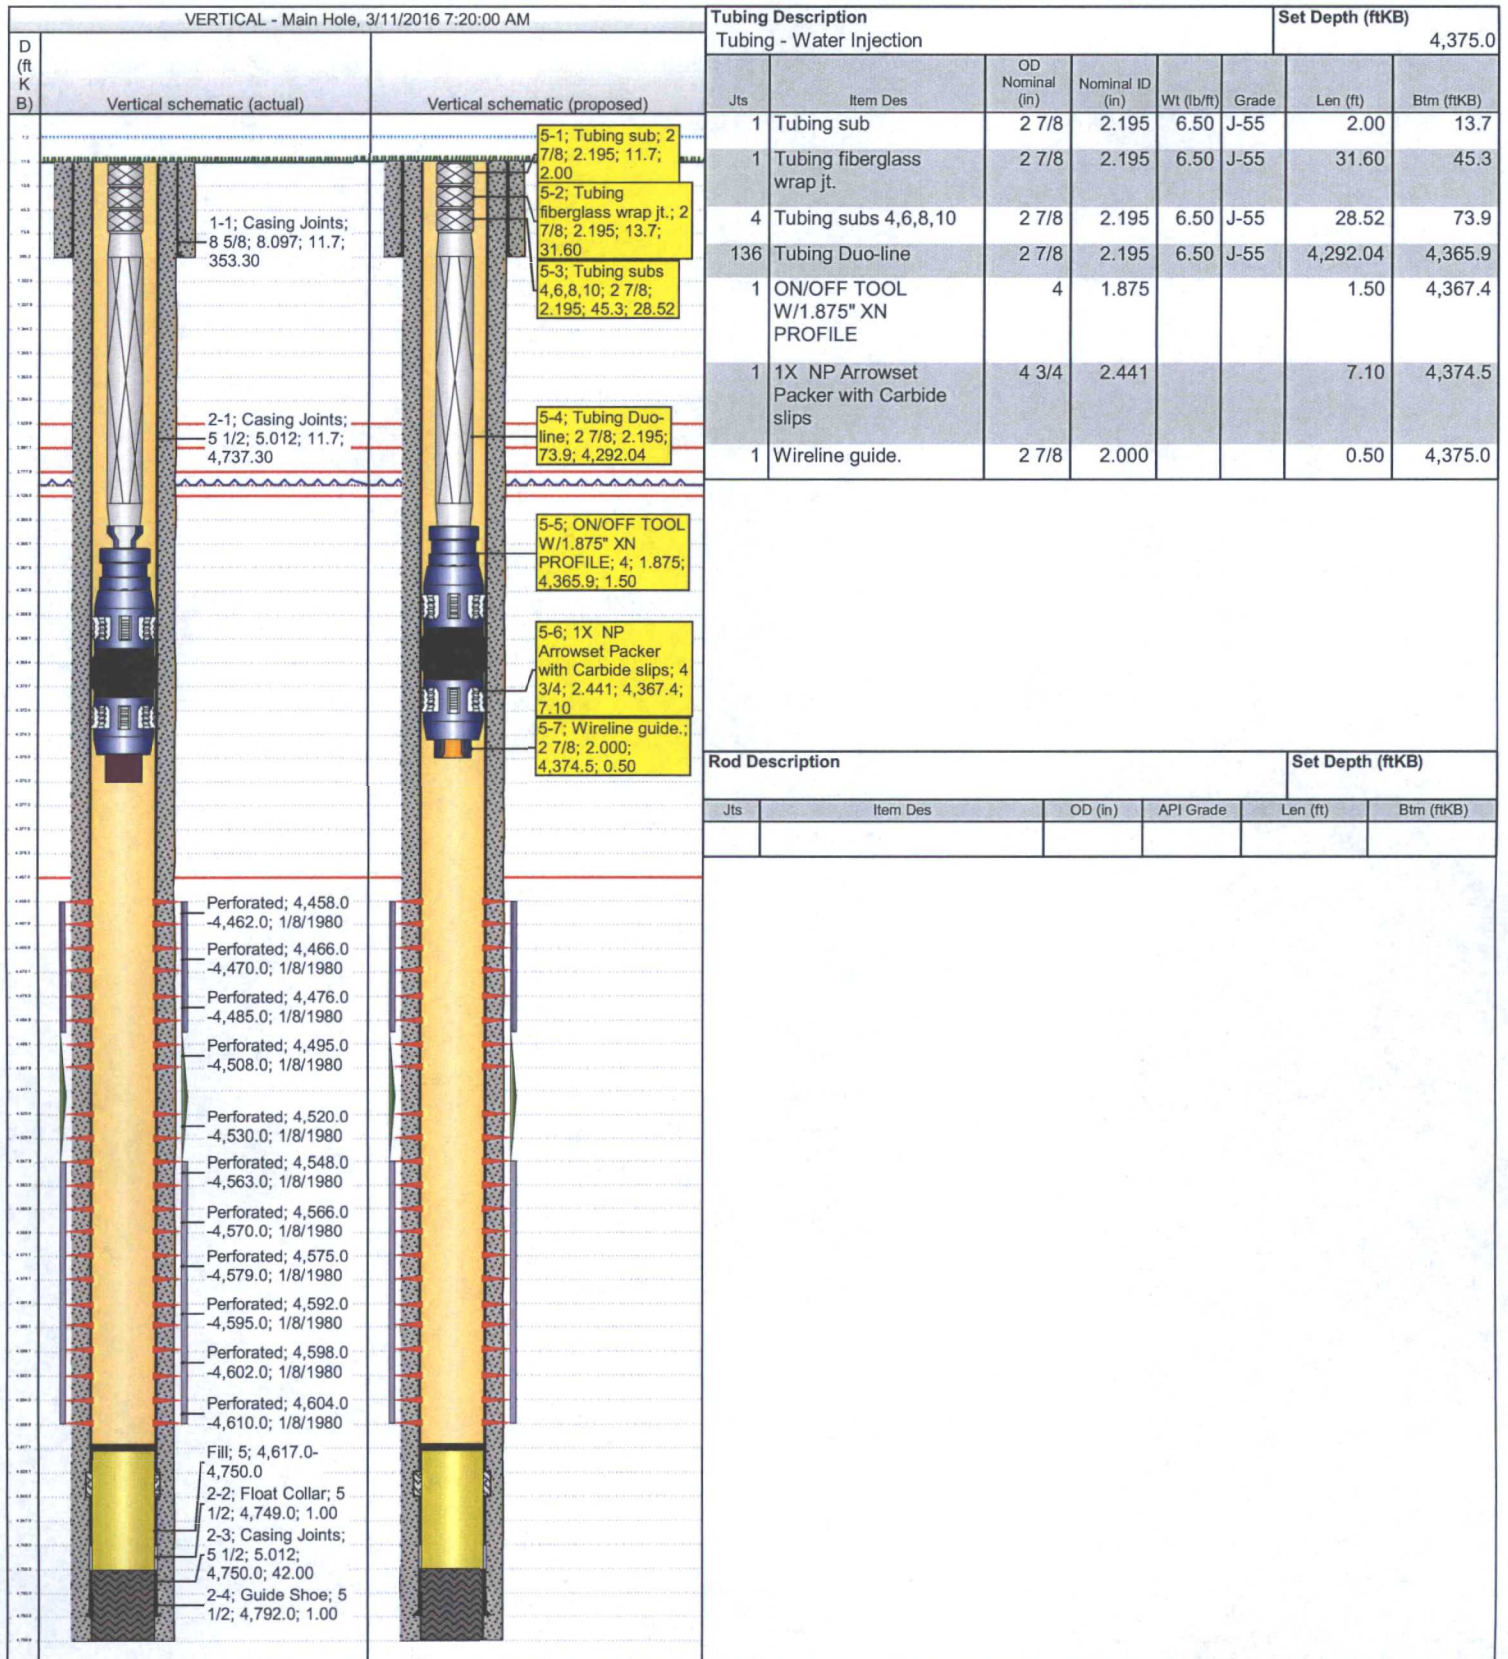 VERTICAL - Main Hole, 3/11/2016 7:20:00 AM
D
(ft
K
B)
Vertical schematic (actual)
Vertical schematic (proposed)
1-1; Casing Joints;
8 5/8; 8.097; 11.7;
353.30
2-1; Casing Joints;
5 1/2; 5.012; 11.7;
4,737.30
Perforated; 4,458.0
-4,462.0; 1/8/1980
Perforated; 4,466.0
-4,470.0; 1/8/1980
Perforated; 4,476.0
-4,485.0; 1/8/1980
Perforated; 4,495.0
-4,508.0; 1/8/1980
Perforated; 4,520.0
-4,530.0; 1/8/1980
Perforated; 4,548.0
-4,563.0; 1/8/1980
Perforated; 4,566.0
-4,570.0; 1/8/1980
Perforated; 4,575.0
-4,579.0; 1/8/1980
Perforated; 4,592.0
-4,595.0; 1/8/1980
Perforated; 4,598.0
-4,602.0; 1/8/1980
Perforated; 4,604.0
-4,610.0; 1/8/1980
Fill; 5; 4,617.0-
4,750.0
2-2; Float Collar; 5
1/2; 4,749.0; 1.00
2-3; Casing Joints;
5 1/2; 5.012;
4,750.0; 42.00
2-4; Guide Shoe; 5
1/2; 4,792.0; 1.00
5-1; Tubing sub; 2
7/8; 2.195; 11.7;
2.00
5-2; Tubing
fiberglass wrap jt.; 2
7/8; 2.195; 13.7;
31.60
5-3; Tubing subs
4,6,8,10; 2 7/8;
2.195; 45.3; 28.52
5-4; Tubing Duo-
line; 2 7/8; 2.195;
73.9; 4,292.04
5-5; ON/OFF TOOL
W/1.875" XN
PROFILE; 4; 1.875;
4,365.9; 1.50
5-6; 1X NP
Arrowset Packer
with Carbide slips; 4
3/4; 2.441; 4,367.4;
7.10
5-7; Wireline guide.;
2 7/8; 2.000;
4,374.5; 0.50
Tubing Description Set Depth (ftKB)
Tubing - Water Injection 4,375.0
Jts Item Des OD Nominal (in) Nominal ID (in) Wt (lb/ft) Grade Len (ft) Btm (ftKB)
1 Tubing sub 2 7/8 2.195 6.50 J-55 2.00 13.7
1 Tubing fiberglass 2 7/8 2.195 6.50 J-55 31.60 45.3
wrap jt.
4 Tubing subs 4,6,8,10 2 7/8 2.195 6.50 J-55 28.52 73.9
136 Tubing Duo-line 2 7/8 2.195 6.50 J-55 4,292.04 4,365.9
1 ON/OFF TOOL 4 1.875 1.50 4,367.4
W/1.875" XN
PROFILE
1 1X NP Arrowset 4 3/4 2.441 7.10 4,374.5
Packer with Carbide
slips
1 Wireline guide. 2 7/8 2.000 0.50 4,375.0
Rod Description Set Depth (ftKB)
Jts Item Des OD (in) API Grade Len (ft) Btm (ftKB)